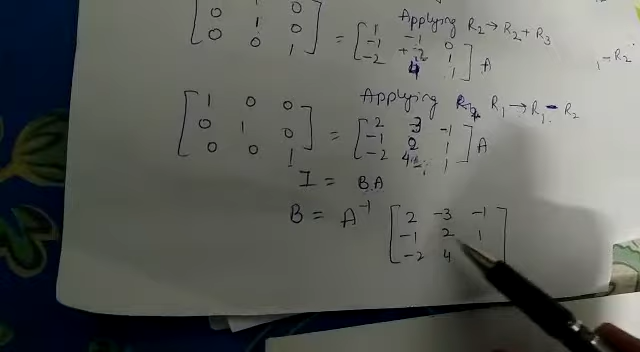 Applying R2 → R2 + R3
0 1 0
0 0 1
= [ 1 -1 0
-1 +2 1
-2 4 1 ] A
Applying R1 → R1 - R2
[ 1 0 0
0 1 0
0 0 1 ]
= [ 2 -3 -1
-1 2 1
-2 4 1 ] A
I = BA
B = A-1 [ 2 -3 -1
-1 2 1
-2 4